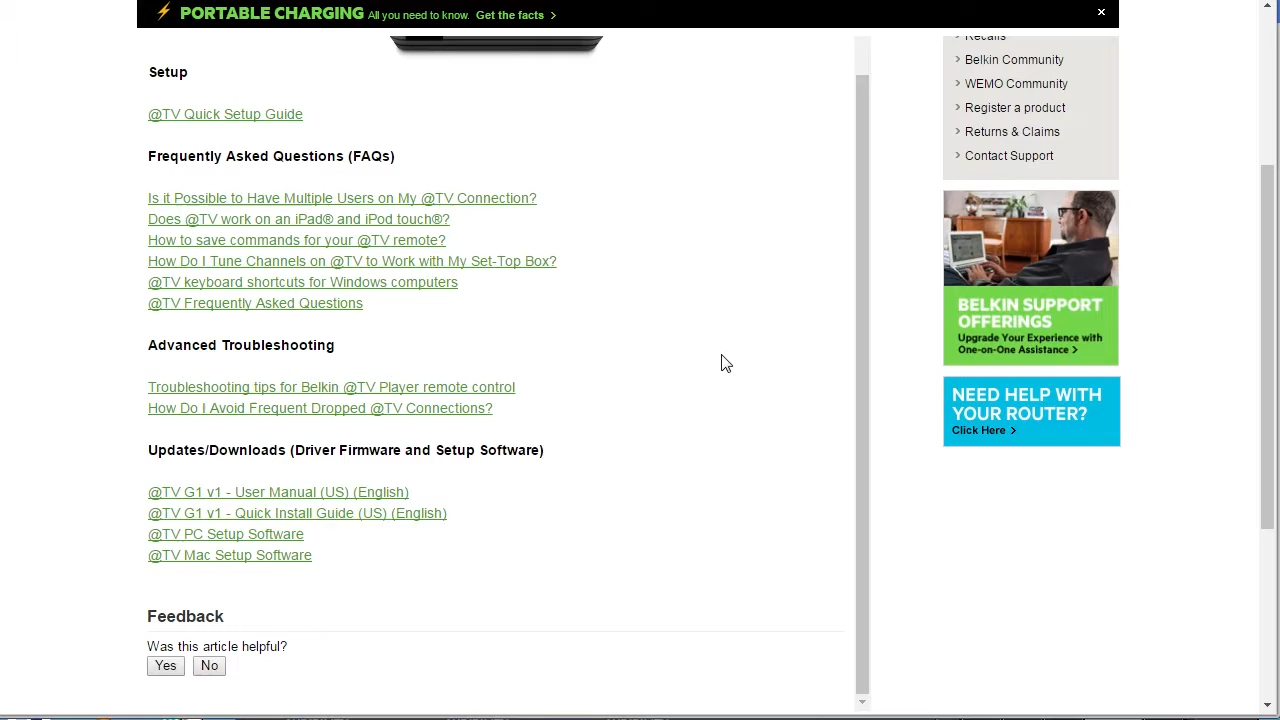 PORTABLE CHARGING All you need to know. Get the facts >
×
Setup
@TV Quick Setup Guide
Frequently Asked Questions (FAQs)
Is it Possible to Have Multiple Users on My @TV Connection?
Does @TV work on an iPad® and iPod touch®?
How to save commands for your @TV remote?
How Do I Tune Channels on @TV to Work with My Set-Top Box?
@TV keyboard shortcuts for Windows computers
@TV Frequently Asked Questions
Advanced Troubleshooting
Troubleshooting tips for Belkin @TV Player remote control
How Do I Avoid Frequent Dropped @TV Connections?
Updates/Downloads (Driver Firmware and Setup Software)
@TV G1 v1 - User Manual (US) (English)
@TV G1 v1 - Quick Install Guide (US) (English)
@TV PC Setup Software
@TV Mac Setup Software
Feedback
Was this article helpful?
Yes No
Recalls
> Belkin Community
> WEMO Community
> Register a product
> Returns & Claims
> Contact Support
BELKIN SUPPORT
OFFERINGS
Upgrade Your Experience with
One-on-One Assistance >
NEED HELP WITH
YOUR ROUTER?
Click Here >